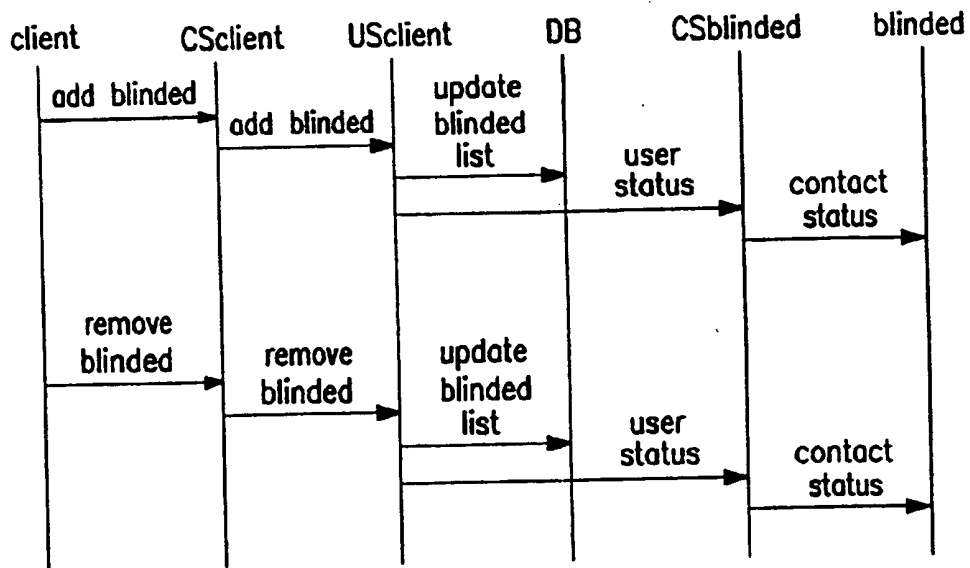 client CSclient USclient DB CSblinded blinded
add blinded
add blinded
update
blinded
list
user
status
contact
status
remove
blinded
remove
blinded
update
blinded
list
user
status
contact
status